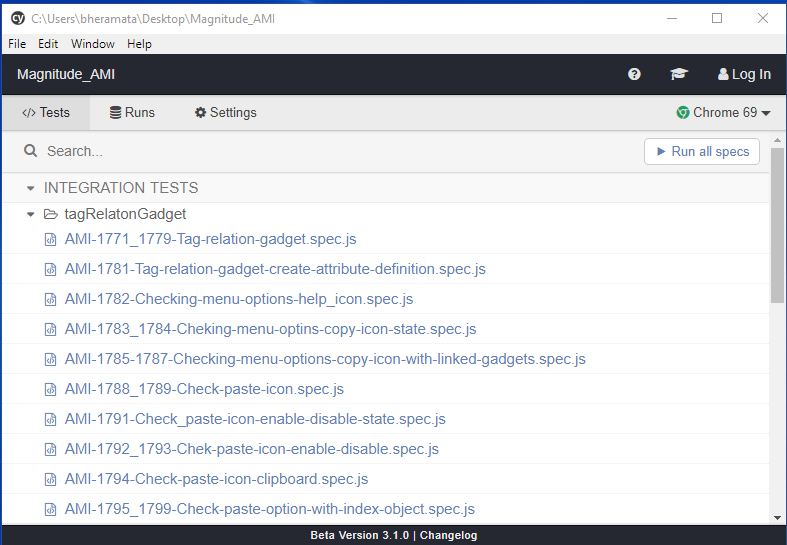 cy C:\Users\bheramata\Desktop\Magnitude_AMI
File Edit Window Help
Magnitude_AMI ? Log In
</> Tests Runs Settings Chrome 69
Search... Run all specs
INTEGRATION TESTS
tagRelatonGadget
AMI-1771_1779-Tag-relation-gadget.spec.js
AMI-1781-Tag-relation-gadget-create-attribute-definition.spec.js
AMI-1782-Checking-menu-options-help_icon.spec.js
AMI-1783_1784-Cheking-menu-optins-copy-icon-state.spec.js
AMI-1785-1787-Checking-menu-options-copy-icon-with-linked-gadgets.spec.js
AMI-1788_1789-Check-paste-icon.spec.js
AMI-1791-Check_paste-icon-enable-disable-state.spec.js
AMI-1792_1793-Chek-paste-icon-enable-disable.spec.js
AMI-1794-Check-paste-icon-clipboard.spec.js
AMI-1795_1799-Check-paste-option-with-index-object.spec.js
Beta Version 3.1.0 | Changelog